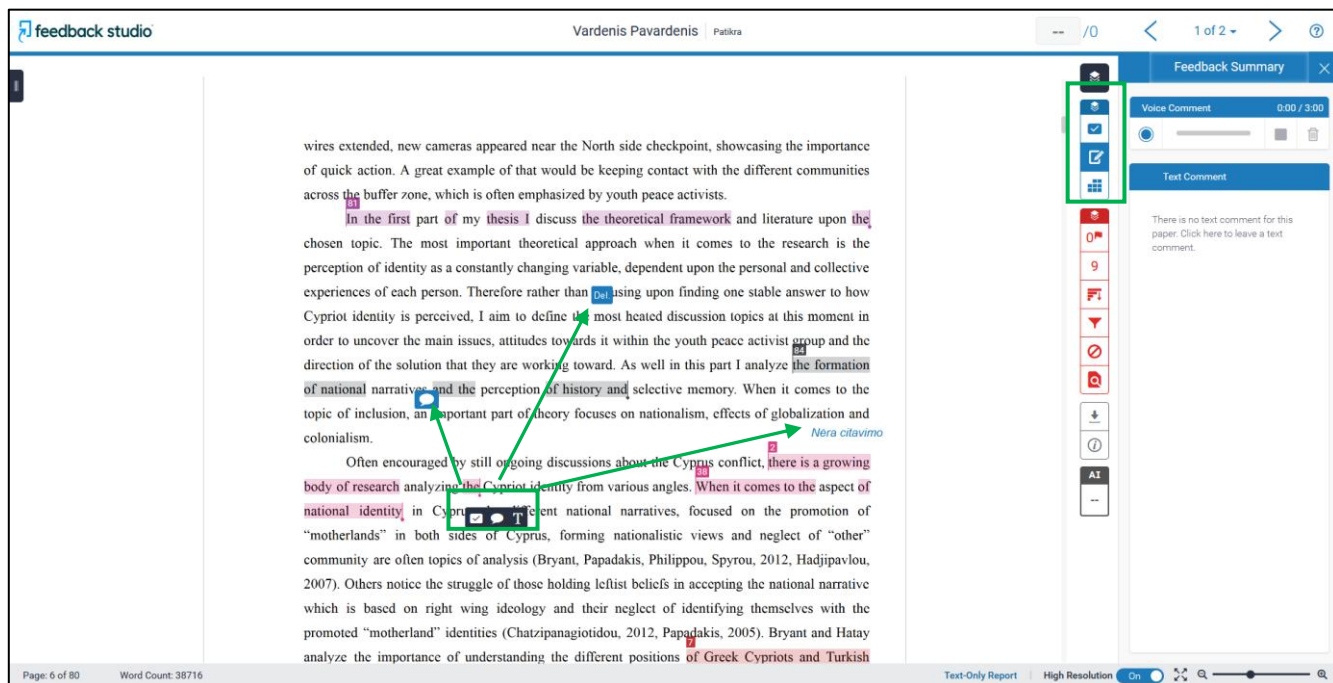 feedback studio
Vardenis Pavardenis | Patikra
-- /0
1 of 2
Feedback Summary
Voice Comment 0:00 / 3:00
Text Comment
There is no text comment for this
paper. Click here to leave a text
comment.
0
9
AI
--
wires extended, new cameras appeared near the North side checkpoint, showcasing the importance
of quick action. A great example of that would be keeping contact with the different communities
across the buffer zone, which is often emphasized by youth peace activists.
81
In the first part of my thesis I discuss the theoretical framework and literature upon the
chosen topic. The most important theoretical approach when it comes to the research is the
perception of identity as a constantly changing variable, dependent upon the personal and collective
experiences of each person. Therefore rather than Del. using upon finding one stable answer to how
Cypriot identity is perceived, I aim to define the most heated discussion topics at this moment in
order to uncover the main issues, attitudes towards it within the youth peace activist group and the
84
direction of the solution that they are working toward. As well in this part I analyze the formation
of national narratives and the perception of history and selective memory. When it comes to the
topic of inclusion, an important part of theory focuses on nationalism, effects of globalization and
colonialism.
Nėra citavimo
2
Often encouraged by still ongoing discussions about the Cyprus conflict, there is a growing
38
body of research analyzing the Cypriot identity from various angles. When it comes to the aspect of
national identity in different national narratives, focused on the promotion of
T
“motherlands” in both sides of Cyprus, forming nationalistic views and neglect of “other”
community are often topics of analysis (Bryant, Papadakis, Philippou, Spyrou, 2012, Hadjipavlou,
2007). Others notice the struggle of those holding leftist beliefs in accepting the national narrative
which is based on right wing ideology and their neglect of identifying themselves with the
promoted “motherland” identities (Chatzipanagiotidou, 2012, Papadakis, 2005). Bryant and Hatay
7
analyze the importance of understanding the different positions of Greek Cypriots and Turkish
Page: 6 of 80 Word Count: 38716 Text-Only Report | High Resolution On